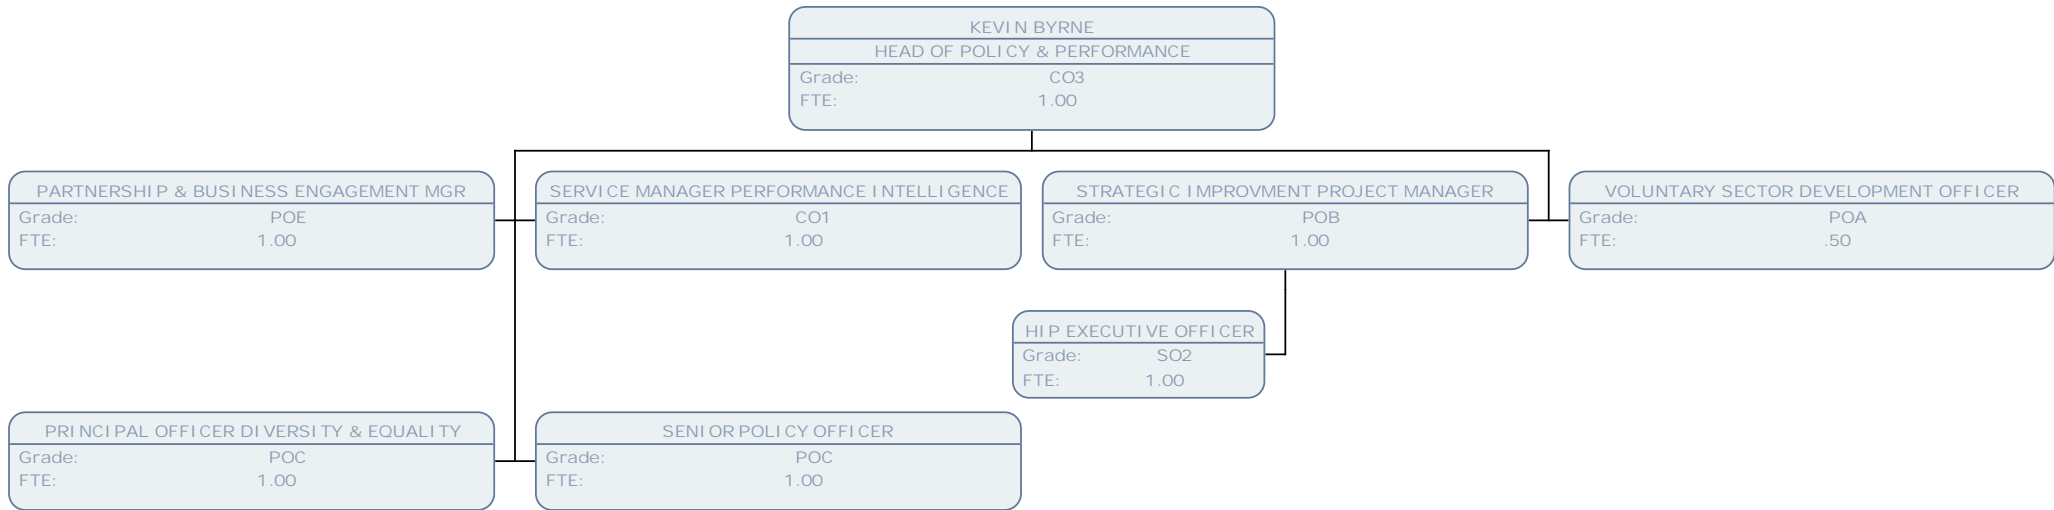 KEVIN BYRNE
HEAD OF POLICY & PERFORMANCE
Grade: CO3
FTE: 1.00
PARTNERSHIP & BUSINESS ENGAGEMENT MGR
Grade: POE
FTE: 1.00
SERVICE MANAGER PERFORMANCE INTELLIGENCE
Grade: CO1
FTE: 1.00
STRATEGIC IMPROVMENT PROJECT MANAGER
Grade: POB
FTE: 1.00
VOLUNTARY SECTOR DEVELOPMENT OFFICER
Grade: POA
FTE: .50
HIP EXECUTIVE OFFICER
Grade: SO2
FTE: 1.00
PRINCIPAL OFFICER DIVERSITY & EQUALITY
Grade: POC
FTE: 1.00
SENIOR POLICY OFFICER
Grade: POC
FTE: 1.00